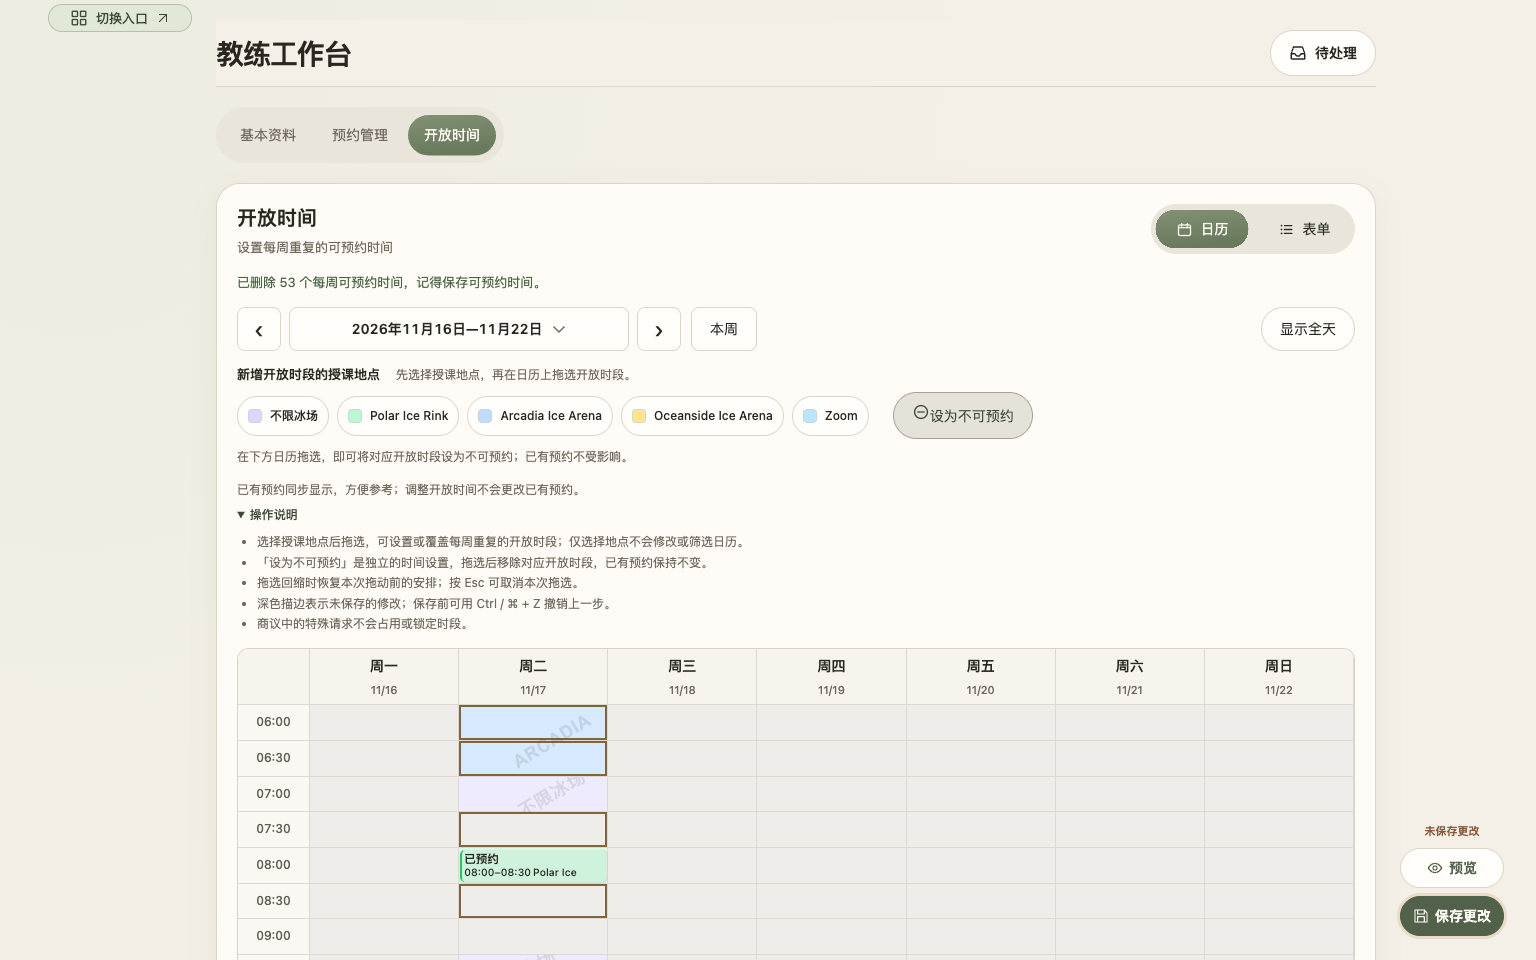 切换入口
教练工作台
待处理
基本资料
预约管理
开放时间
开放时间
设置每周重复的可预约时间
日历
表单
已删除 53 个每周可预约时间，记得保存可预约时间。
2026年11月16日—11月22日
本周
显示全天
新增开放时段的授课地点
先选择授课地点，再在日历上拖选开放时段。
不限冰场
Polar Ice Rink
Arcadia Ice Arena
Oceanside Ice Arena
Zoom
设为不可预约
在下方日历拖选，即可将对应开放时段设为不可预约；已有预约不受影响。
已有预约同步显示，方便参考；调整开放时间不会更改已有预约。
▼ 操作说明
• 选择授课地点后拖选，可设置或覆盖每周重复的开放时段；仅选择地点不会修改或筛选日历。
• 「设为不可预约」是独立的时间设置，拖选后移除对应开放时段，已有预约保持不变。
• 拖选回缩时恢复本次拖动前的安排；按 Esc 可取消本次拖选。
• 深色描边表示未保存的修改；保存前可用 Ctrl / ⌘ + Z 撤销上一步。
• 商议中的特殊请求不会占用或锁定时段。
周一 周二 周三 周四 周五 周六 周日
11/16 11/17 11/18 11/19 11/20 11/21 11/22
06:00
ARCADIA
06:30
07:00
不限冰场
07:30
08:00
已预约
08:00–08:30 Polar Ice
08:30
09:00
场
未保存更改
预览
保存更改